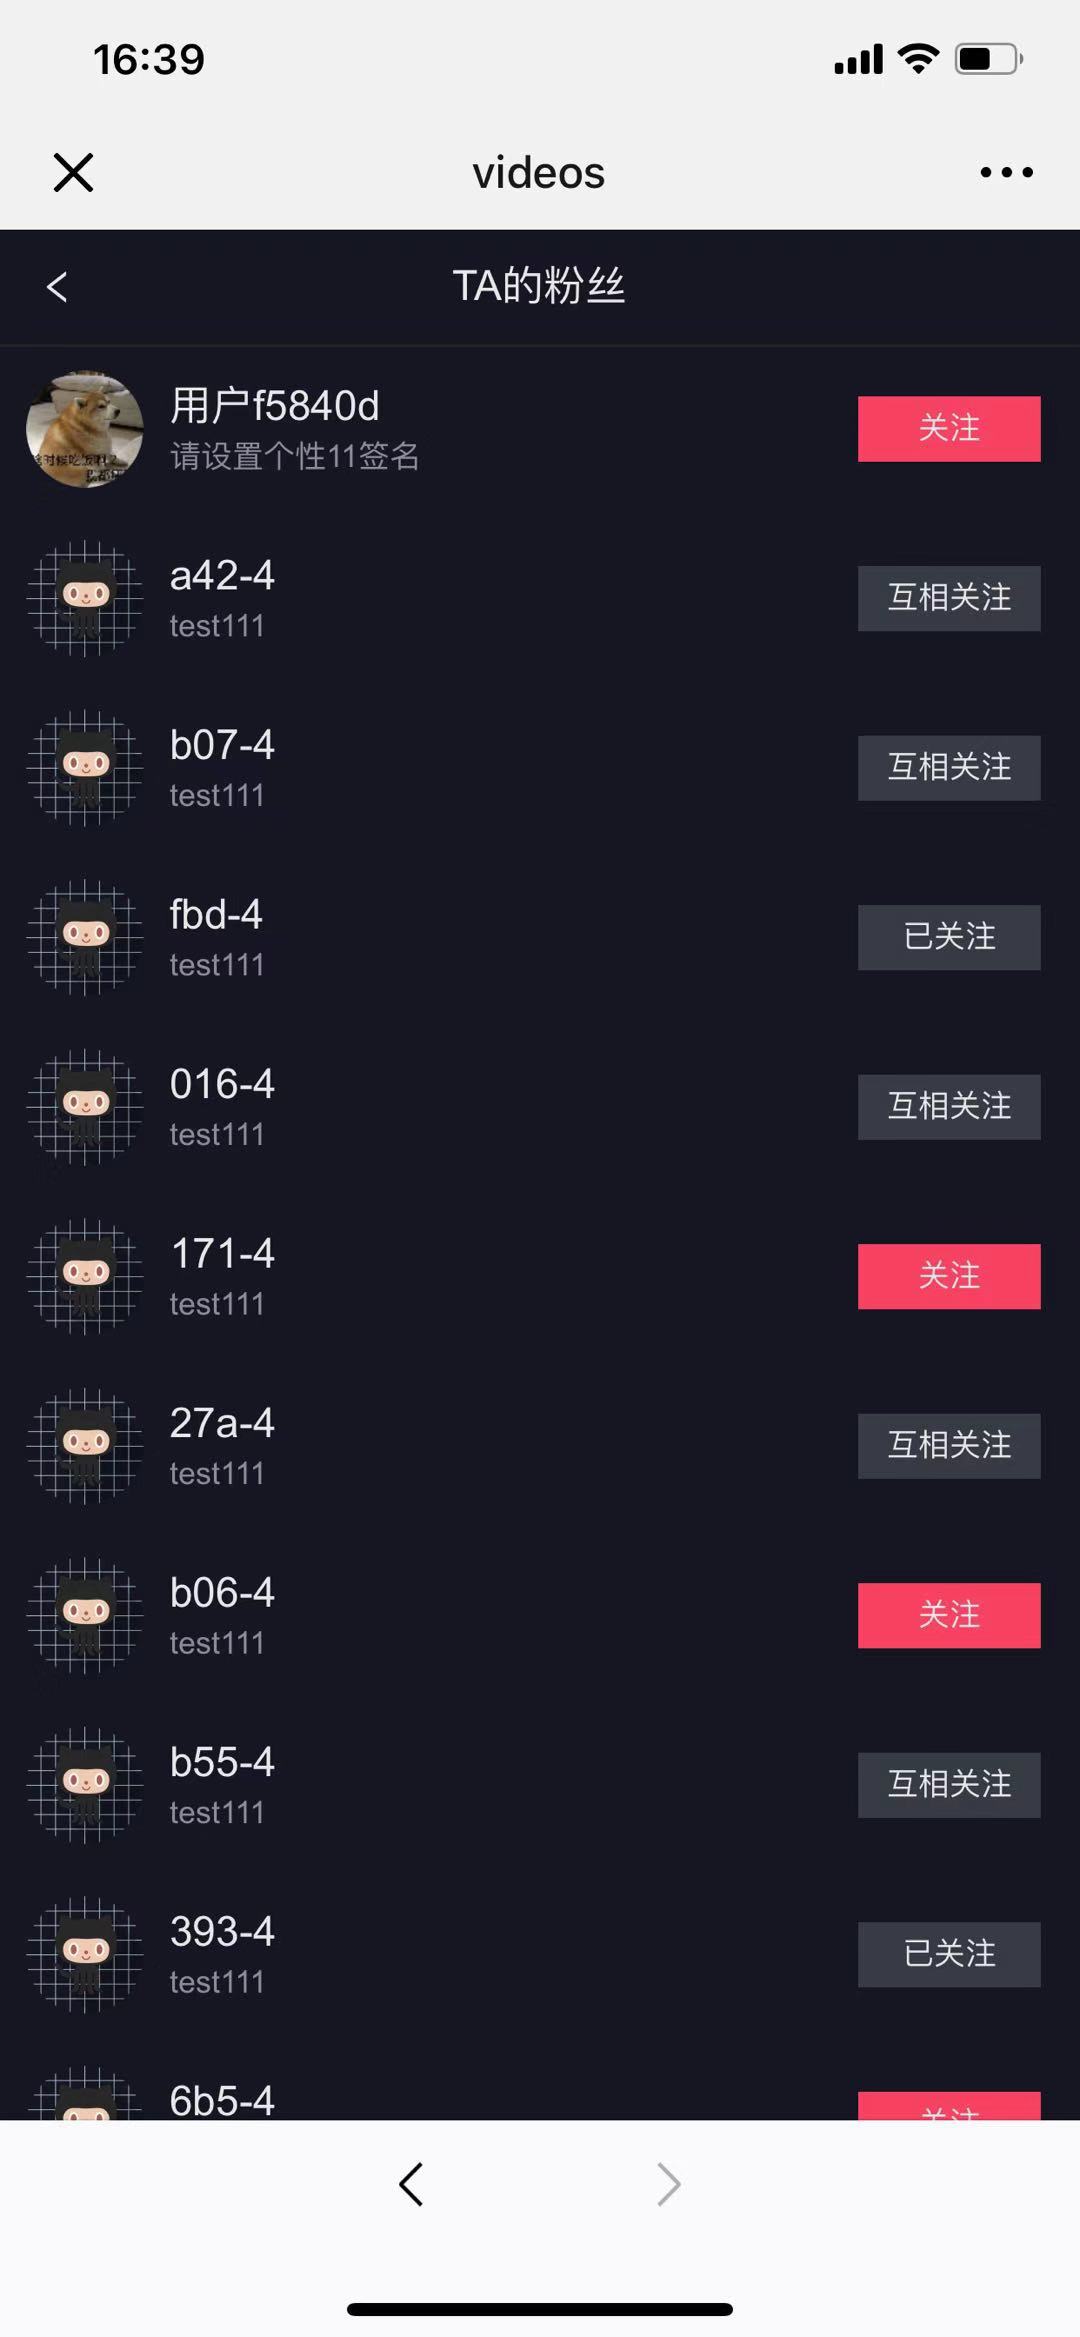 16:39
videos
TA的粉丝
用户f5840d
请设置个性11签名
关注
a42-4
test111
互相关注
b07-4
test111
互相关注
fbd-4
test111
已关注
016-4
test111
互相关注
171-4
test111
关注
27a-4
test111
互相关注
b06-4
test111
关注
b55-4
test111
互相关注
393-4
test111
已关注
6b5-4
关注